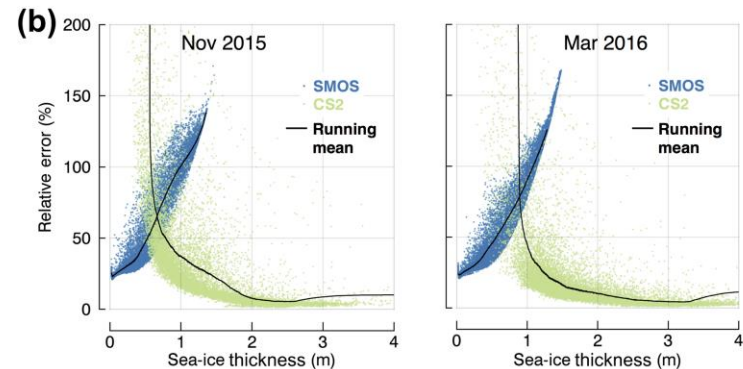 (b)
Nov 2015
Mar 2016
SMOS
CS2
Running
mean
SMOS
CS2
Running
mean
Relative error (%)
200
150
100
50
0
0 1 2 3 4
Sea-ice thickness (m)
0 1 2 3 4
Sea-ice thickness (m)